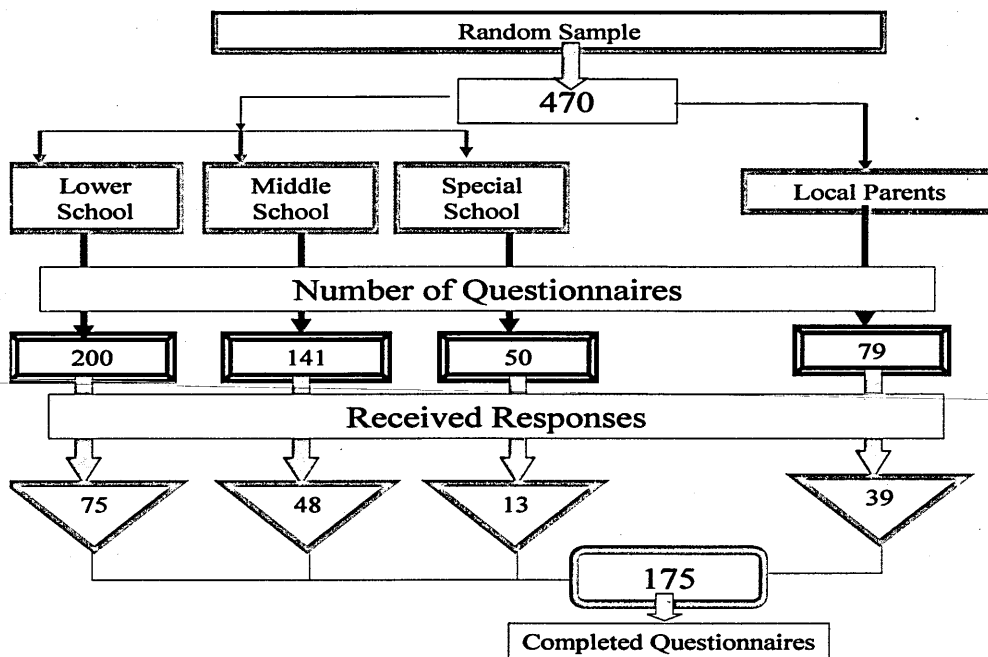 Random Sample
470
Lower
School
Middle
School
Special
School
Local Parents
Number of Questionnaires
200
141
50
79
Received Responses
75
48
13
39
175
Completed Questionnaires